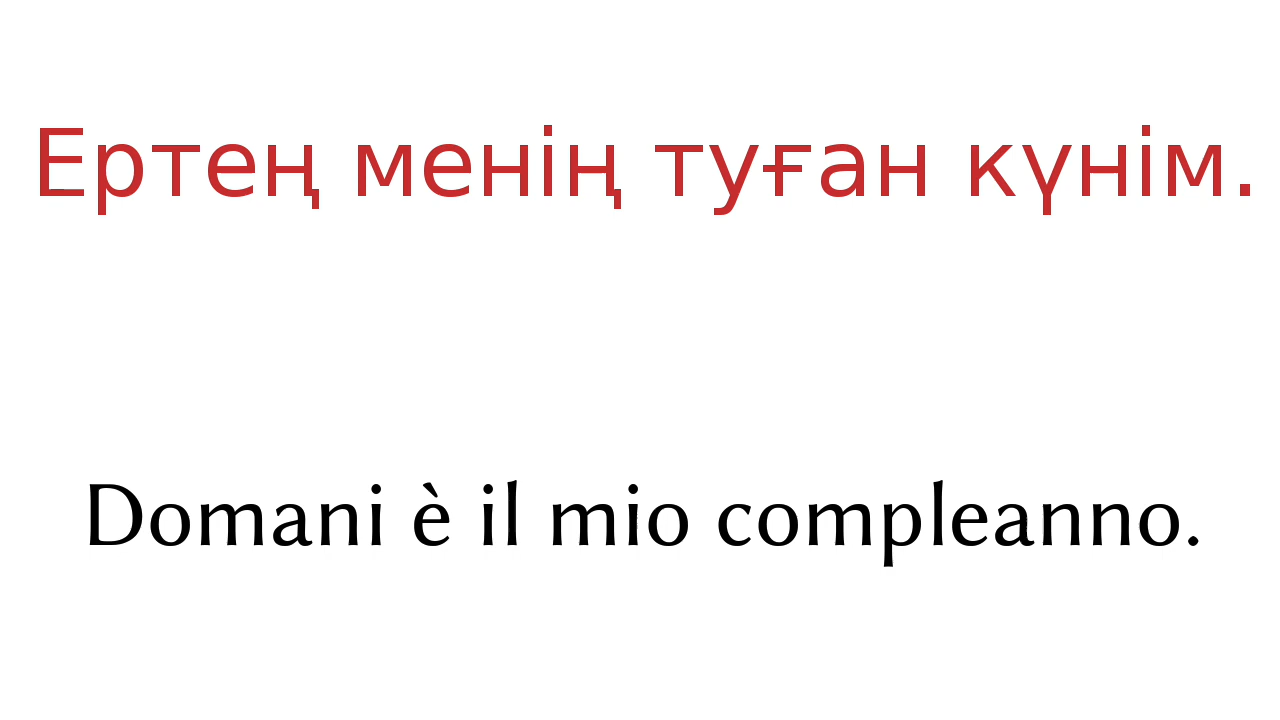 Ертең менің туған күнім.
Domani è il mio compleanno.